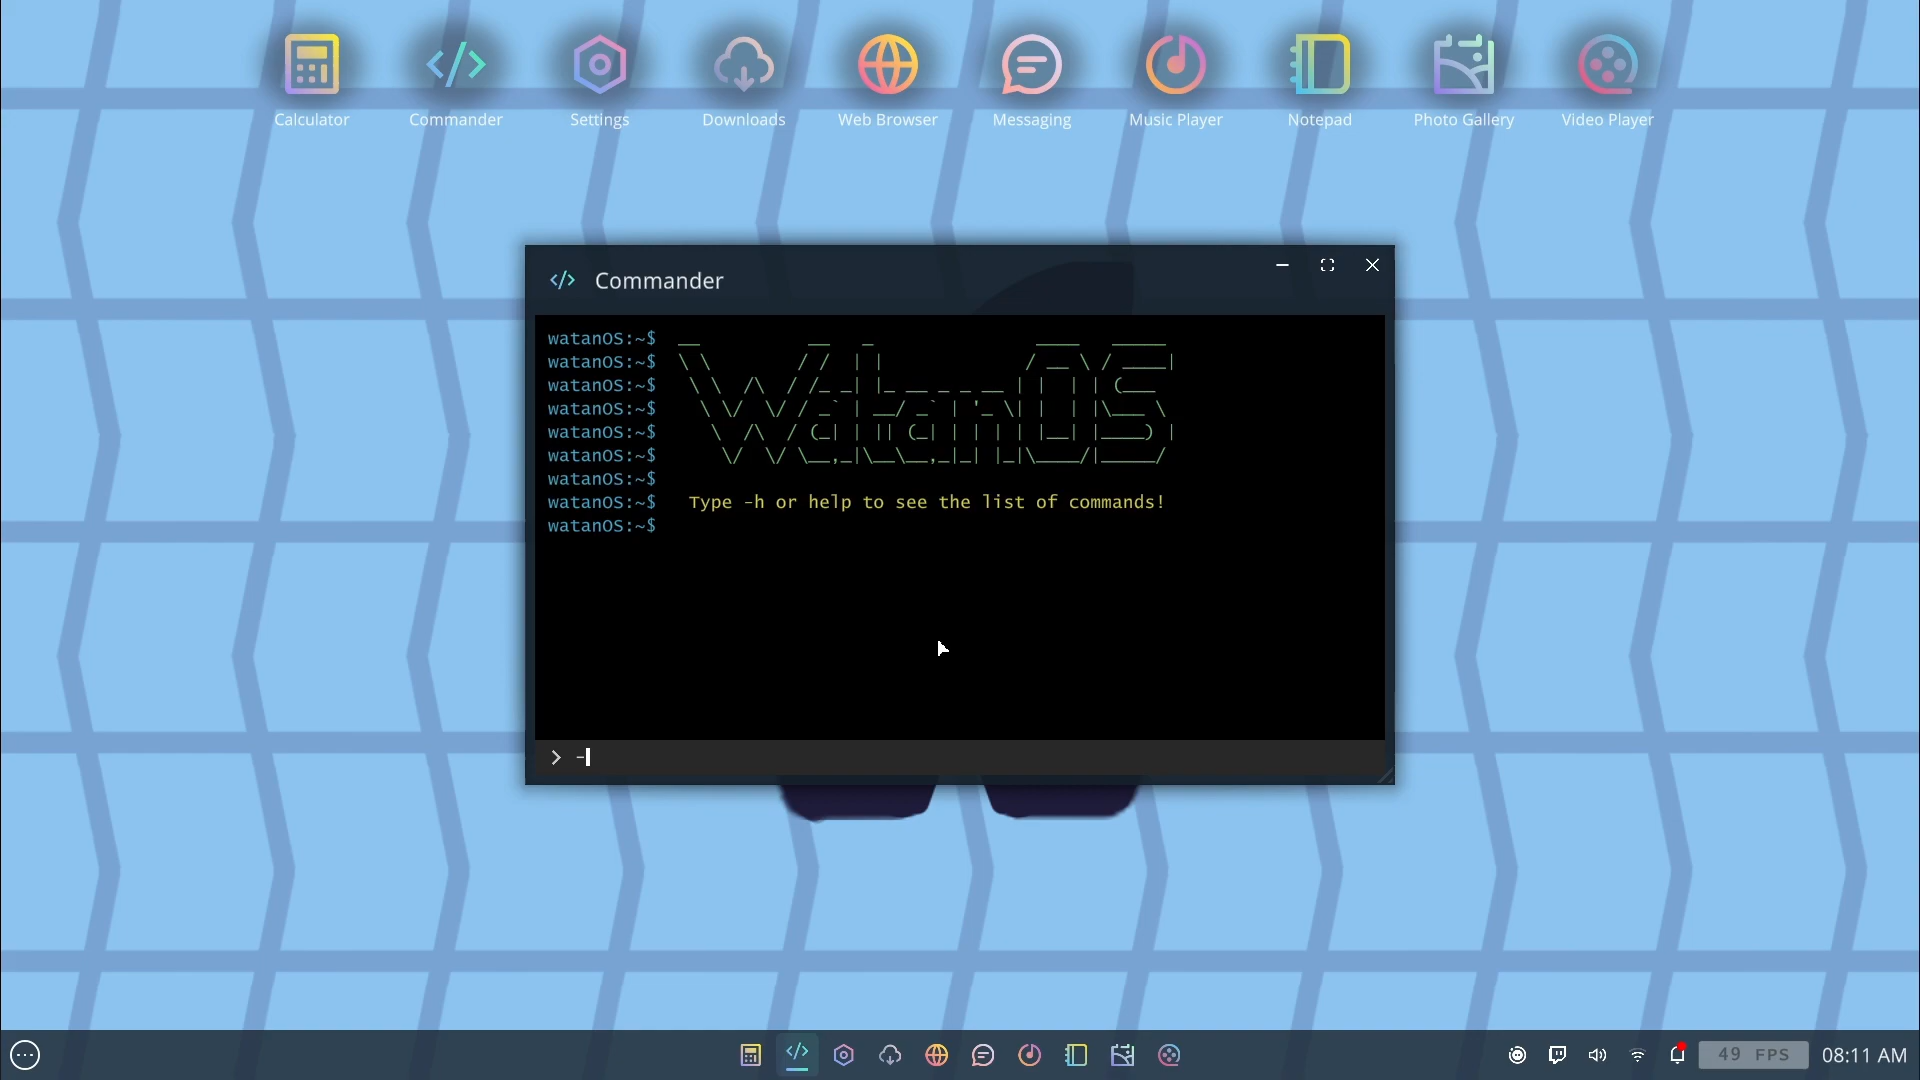 Calculator
Commander
Settings
Downloads
Web Browser
Messaging
Music Player
Notepad
Photo Gallery
Video Player
Commander
watanOS:~$
watanOS:~$
watanOS:~$
watanOS:~$
watanOS:~$
watanOS:~$
WatanOS
watanOS:~$
watanOS:~$ Type -h or help to see the list of commands!
watanOS:~$
> -
49 FPS
08:11 AM